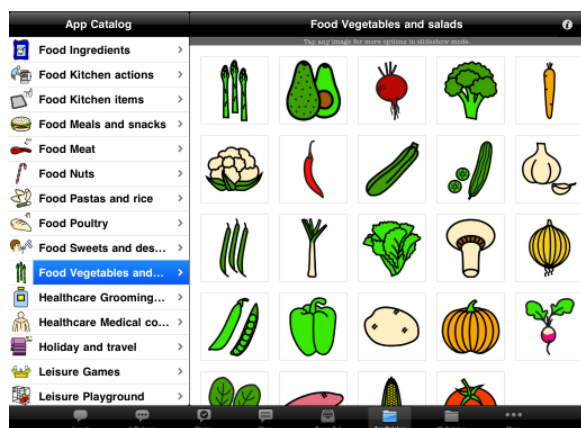 App Catalog
Food Vegetables and salads
Tap any image for more options in slideshow mode.
Food Ingredients
Food Kitchen actions
Food Kitchen items
Food Meals and snacks
Food Meat
Food Nuts
Food Pastas and rice
Food Poultry
Food Sweets and des...
Food Vegetables and...
Healthcare Grooming...
Healthcare Medical co...
Holiday and travel
Leisure Games
Leisure Playground